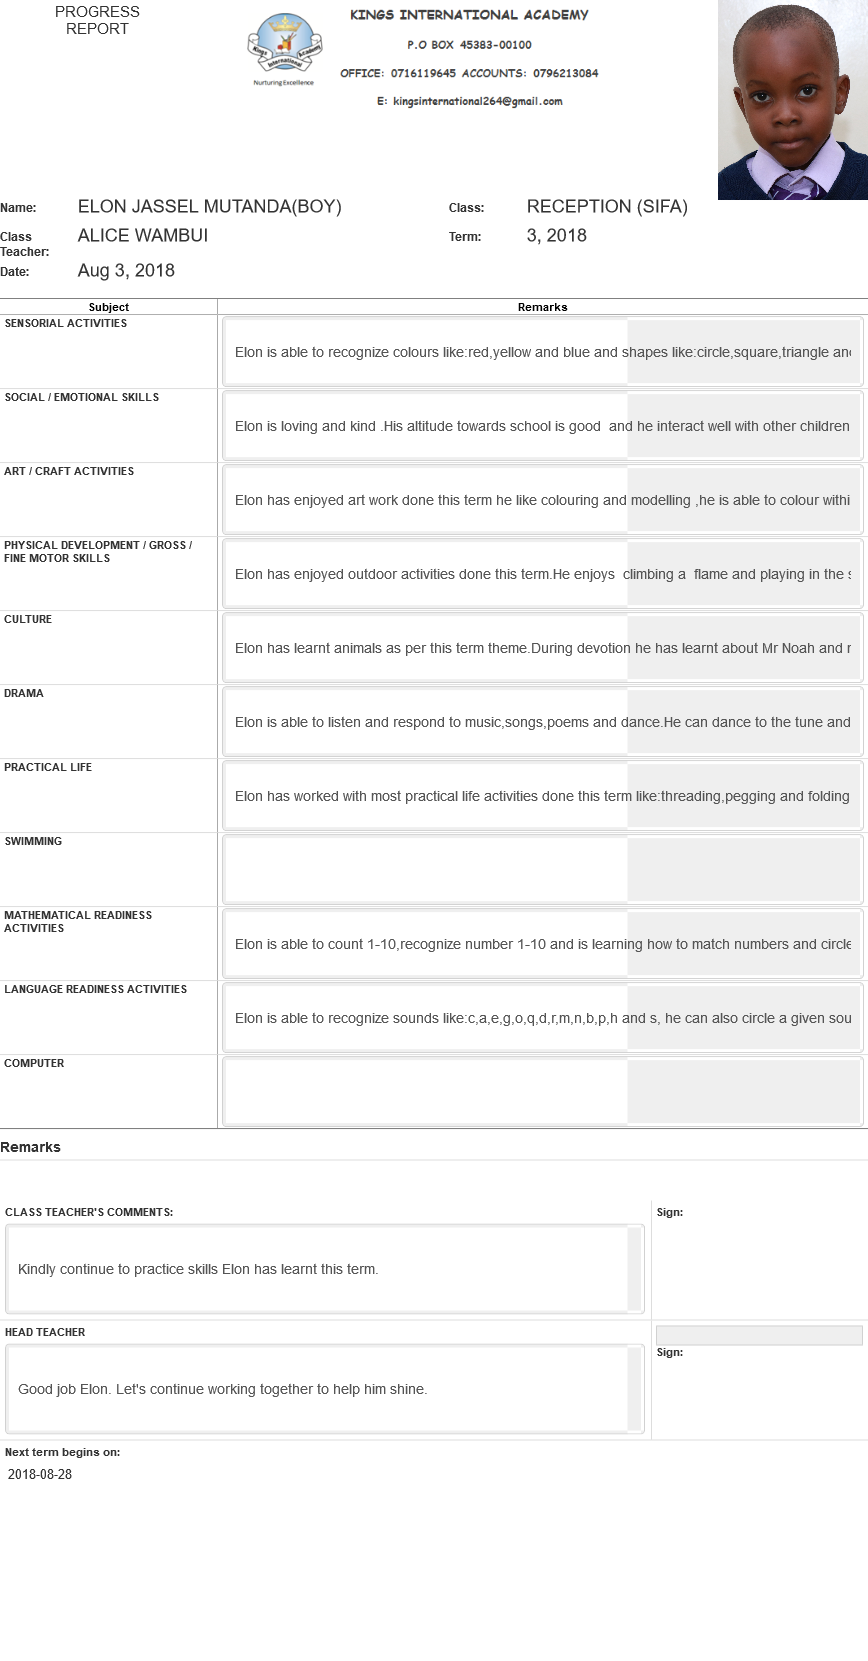 PROGRESS
REPORT
KINGS INTERNATIONAL ACADEMY
P.O BOX 45383-00100
OFFICE: 0716119645 ACCOUNTS: 0796213084
E: kingsinternational264@gmail.com
Kings Academy
International
Nurturing Excellence
Name: ELON JASSEL MUTANDA(BOY) Class: RECEPTION (SIFA)
Class Teacher: ALICE WAMBUI Term: 3, 2018
Date: Aug 3, 2018
Subject Remarks
SENSORIAL ACTIVITIES
Elon is able to recognize colours like:red,yellow and blue and shapes like:circle,square,triangle
SOCIAL / EMOTIONAL SKILLS
Elon is loving and kind .His altitude towards school is good  and he interact well with other children
ART / CRAFT ACTIVITIES
Elon has enjoyed art work done this term he like colouring and modelling ,he is able to colour
PHYSICAL DEVELOPMENT / GROSS /
FINE MOTOR SKILLS
Elon has enjoyed outdoor activities done this term.He enjoys  climbing a  flame and playing in the
CULTURE
Elon has learnt animals as per this term theme.During devotion he has learnt about Mr Noah and
DRAMA
Elon is able to listen and respond to music,songs,poems and dance.He can dance to the tune and
PRACTICAL LIFE
Elon has worked with most practical life activities done this term like:threading,pegging and folding
SWIMMING
MATHEMATICAL READINESS
ACTIVITIES
Elon is able to count 1-10,recognize number 1-10 and is learning how to match numbers and circle
LANGUAGE READINESS ACTIVITIES
Elon is able to recognize sounds like:c,a,e,g,o,q,d,r,m,n,b,p,h and s, he can also circle a given
COMPUTER
Remarks
CLASS TEACHER'S COMMENTS: Sign:
Kindly continue to practice skills Elon has learnt this term.
HEAD TEACHER
Sign:
Good job Elon. Let's continue working together to help him shine.
Next term begins on:
2018-08-28